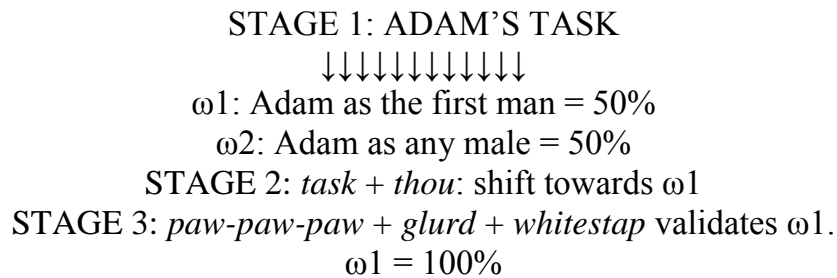 STAGE 1: ADAM’S TASK
↓↓↓↓↓↓↓↓↓↓↓↓
ω1: Adam as the first man = 50%
ω2: Adam as any male = 50%
STAGE 2: task + thou: shift towards ω1
STAGE 3: paw-paw-paw + glurd + whitestap validates ω1.
ω1 = 100%